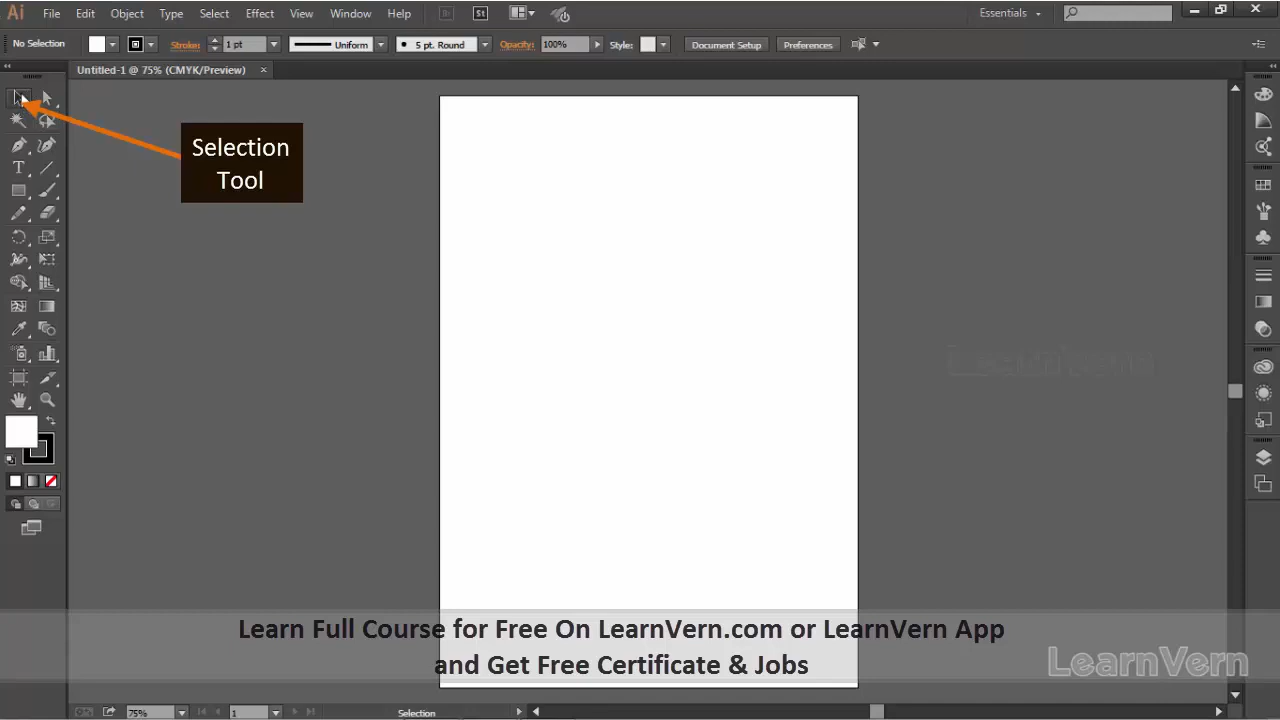 Ai File Edit Object Type Select Effect View Window Help Br St Essentials
No Selection Stroke: 1 pt Uniform 5 pt. Round Opacity: 100% Style: Document Setup Preferences
Untitled-1 @ 75% (CMYK/Preview) ×
Selection
Tool
T
LearnVern
Learn Full Course for Free On LearnVern.com or LearnVern App
and Get Free Certificate & Jobs
LearnVern
75% 1 Selection